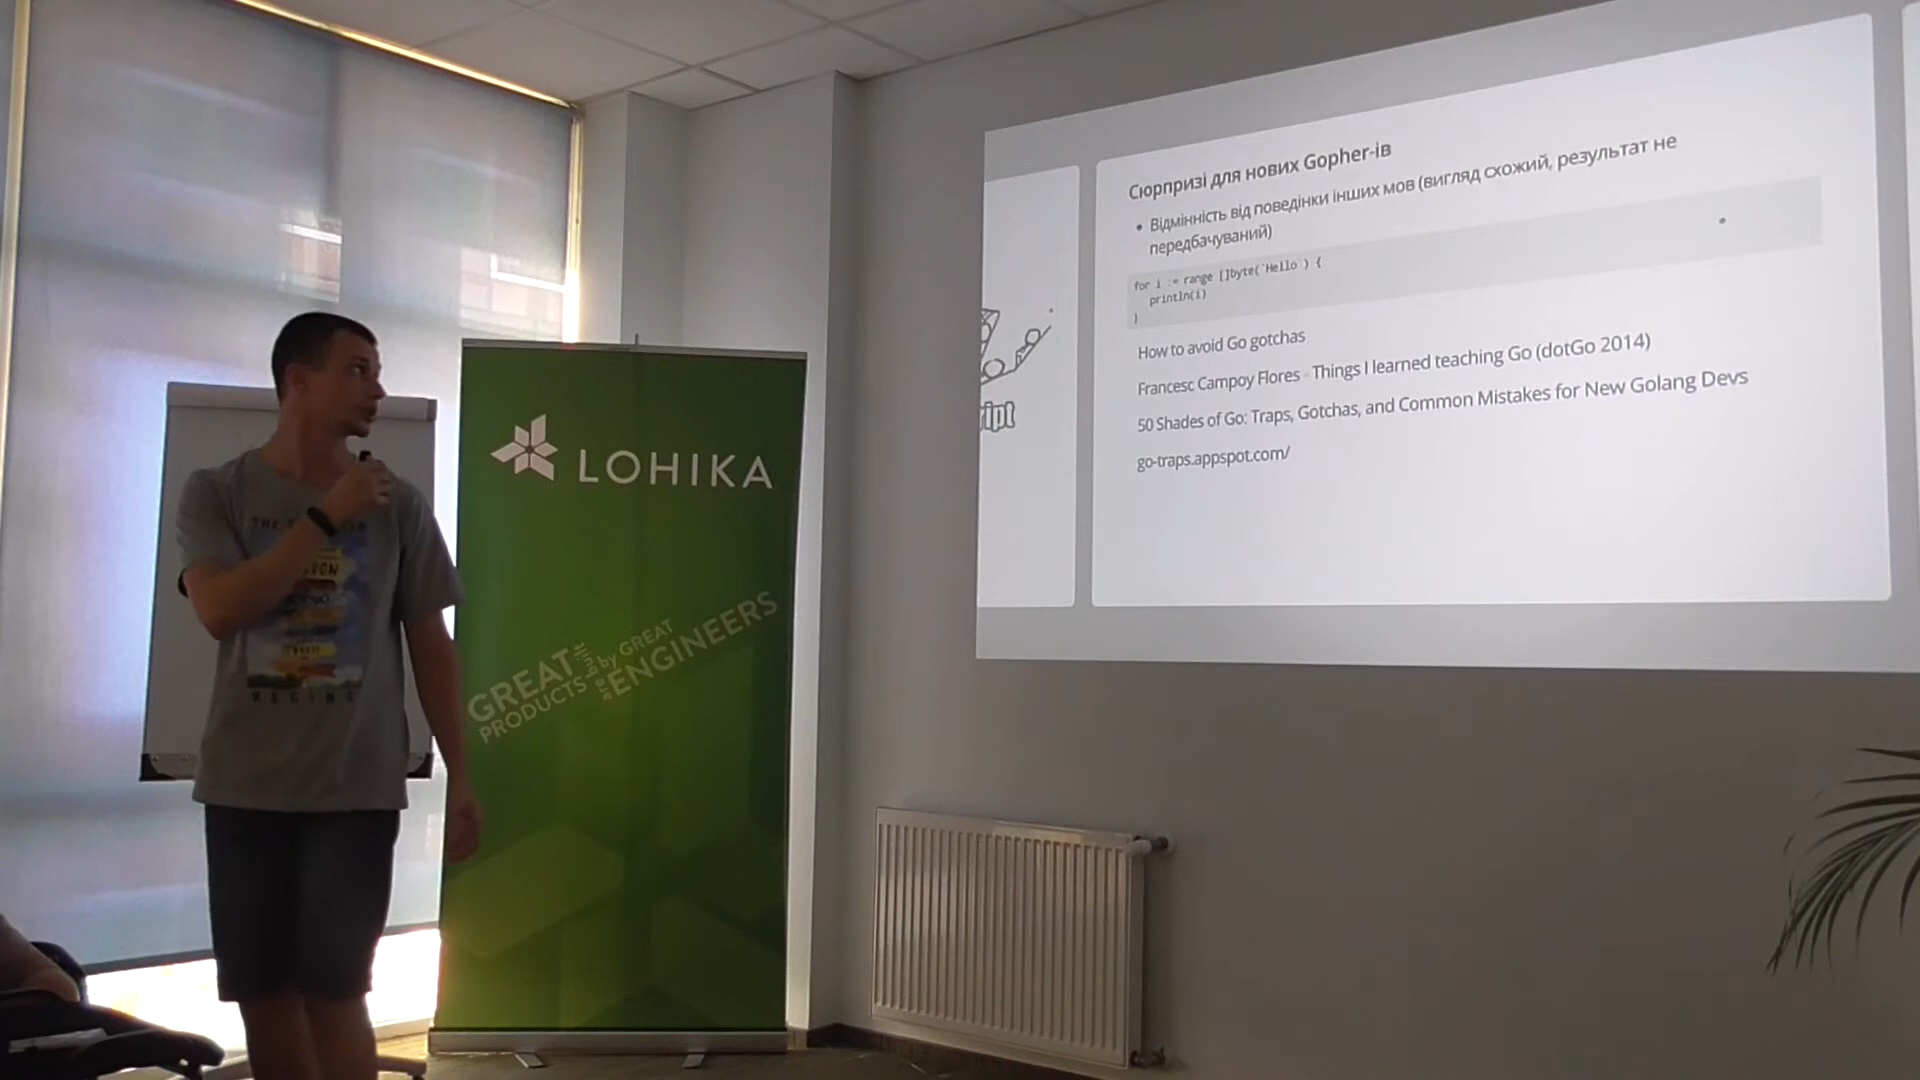 LOHIKA
GREAT
PRODUCTS
by GREAT
ENGINEERS
ript
Сюрпризі для нових Gopher-ів
• Відмінність від поведінки інших мов (вигляд схожий, результат не
передбачуваний)
for i := range []byte(`Hello`) {
println(i)
}
How to avoid Go gotchas
Francesc Campoy Flores - Things I learned teaching Go (dotGo 2014)
50 Shades of Go: Traps, Gotchas, and Common Mistakes for New Golang Devs
go-traps.appspot.com/